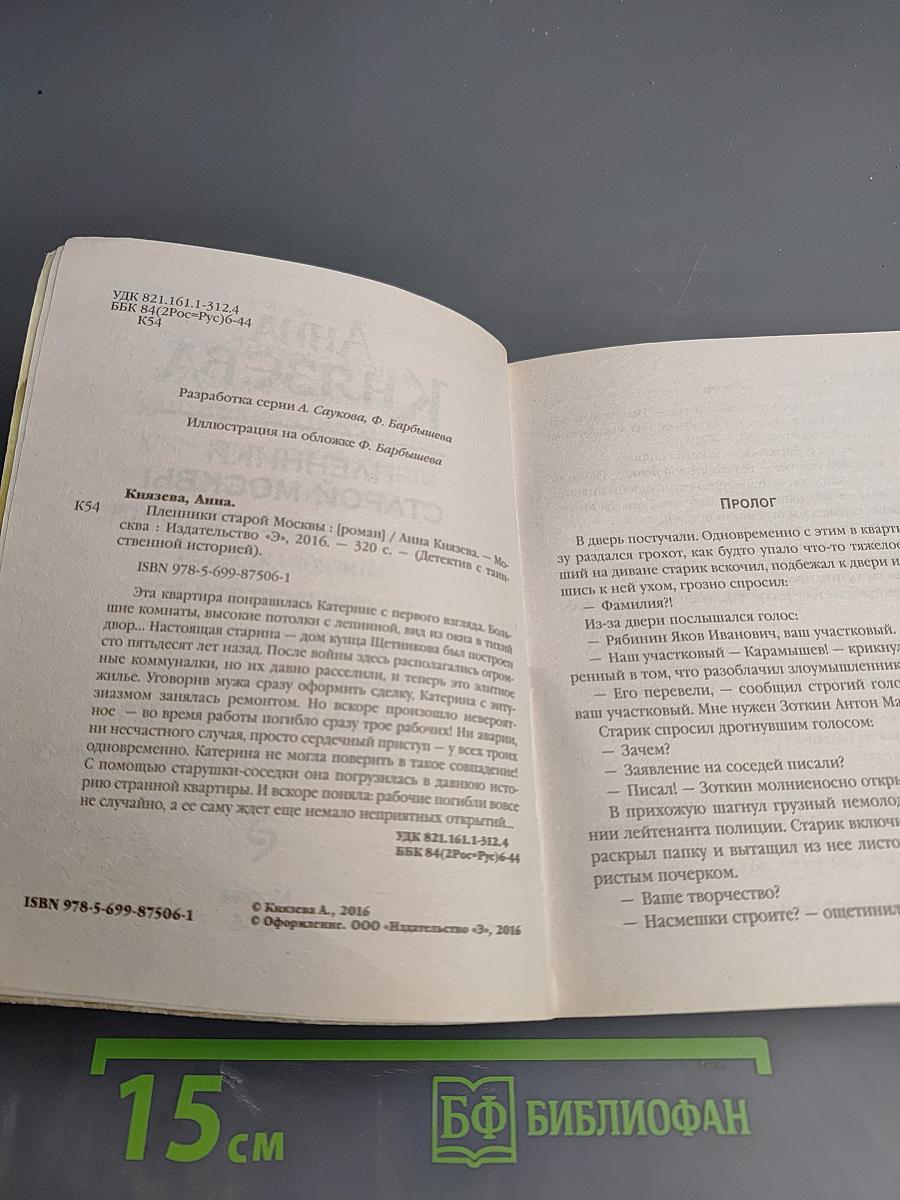 УДК 821.161.1-312.4
ББК 84(2Рос=Рус)6-44
К54
Разработка серии А. Саукова, Ф. Барбышева
Иллюстрация на обложке Ф. Барбышева
Князева, Анна.
К54 Пленники старой Москвы : [роман] / Анна Князева. — Мо-
сква : Издательство «Э», 2016. — 320 с. — (Детектив с таин-
ственной историей).
ISBN 978-5-699-87506-1
Эта квартира понравилась Катерине с первого взгляда. Боль-
шие комнаты, высокие потолки с лепниной, вид из окна в тихий
двор... Настоящая старина — дом купца Щетникова был построен
сто пятьдесят лет назад. После войны здесь располагались огром-
ные коммуналки, но их давно расселили, и теперь это элитное
жилье. Уговорив мужа сразу оформить сделку, Катерина с энту-
зиазмом занялась ремонтом. Но вскоре произошло невероят-
ное — во время работы погибло сразу трое рабочих! Ни аварии,
ни несчастного случая, просто сердечный приступ — у всех троих
одновременно. Катерина не могла поверить в такое совпадение!
С помощью старушки-соседки она погрузилась в давнюю исто-
рию странной квартиры. И вскоре поняла: рабочие погибли вовсе
не случайно, а ее саму ждет еще немало неприятных открытий...
УДК 821.161.1-312.4
ББК 84(2Рос=Рус)6-44
ISBN 978-5-699-87506-1
© Князева А., 2016
© Оформление. ООО «Издательство «Э», 2016
Пролог
В дверь постучали. Одновременно с этим в кварти
зу раздался грохот, как будто упало что-то тяжелое
ший на диване старик вскочил, подбежал к двери и
шись к ней ухом, грозно спросил:
— Фамилия?!
Из-за двери послышался голос:
— Рябинин Яков Иванович, ваш участковый.
— Наш участковый — Карамышев! — крикнул
ренный в том, что разоблачил злоумышленник
— Его перевели, — сообщил строгий голо
ваш участковый. Мне нужен Зоткин Антон Ма
Старик спросил дрогнувшим голосом:
— Зачем?
— Заявление на соседей писали?
— Писал! — Зоткин молниеносно откры
В прихожую шагнул грузный немолод
нии лейтенанта полиции. Старик включи
раскрыл папку и вытащил из нее листо
ристым почерком.
— Ваше творчество?
— Насмешки строите? — ощетинил
15 см
БФ БИБЛИОФАН